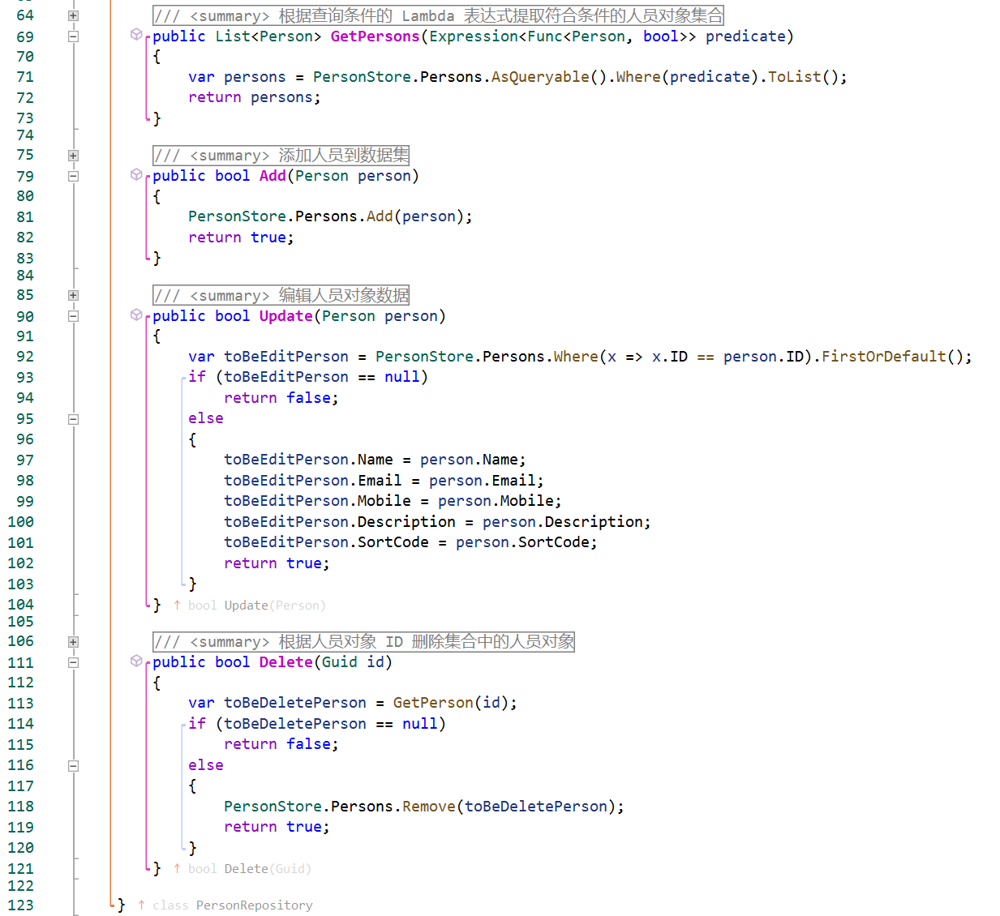 64 /// <summary> 根据查询条件的 Lambda 表达式提取符合条件的人员对象集合
69 public List<Person> GetPersons(Expression<Func<Person, bool>> predicate)
70 {
71 var persons = PersonStore.Persons.AsQueryable().Where(predicate).ToList();
72 return persons;
73 }
74
75 /// <summary> 添加人员到数据集
79 public bool Add(Person person)
80 {
81 PersonStore.Persons.Add(person);
82 return true;
83 }
84
85 /// <summary> 编辑人员对象数据
90 public bool Update(Person person)
91 {
92 var toBeEditPerson = PersonStore.Persons.Where(x => x.ID == person.ID).FirstOrDefault();
93 if (toBeEditPerson == null)
94 return false;
95 else
96 {
97 toBeEditPerson.Name = person.Name;
98 toBeEditPerson.Email = person.Email;
99 toBeEditPerson.Mobile = person.Mobile;
100 toBeEditPerson.Description = person.Description;
101 toBeEditPerson.SortCode = person.SortCode;
102 return true;
103 }
104 } ↑ bool Update(Person)
105
106 /// <summary> 根据人员对象 ID 删除集合中的人员对象
111 public bool Delete(Guid id)
112 {
113 var toBeDeletePerson = GetPerson(id);
114 if (toBeDeletePerson == null)
115 return false;
116 else
117 {
118 PersonStore.Persons.Remove(toBeDeletePerson);
119 return true;
120 }
121 } ↑ bool Delete(Guid)
122
123 } ↑ class PersonRepository